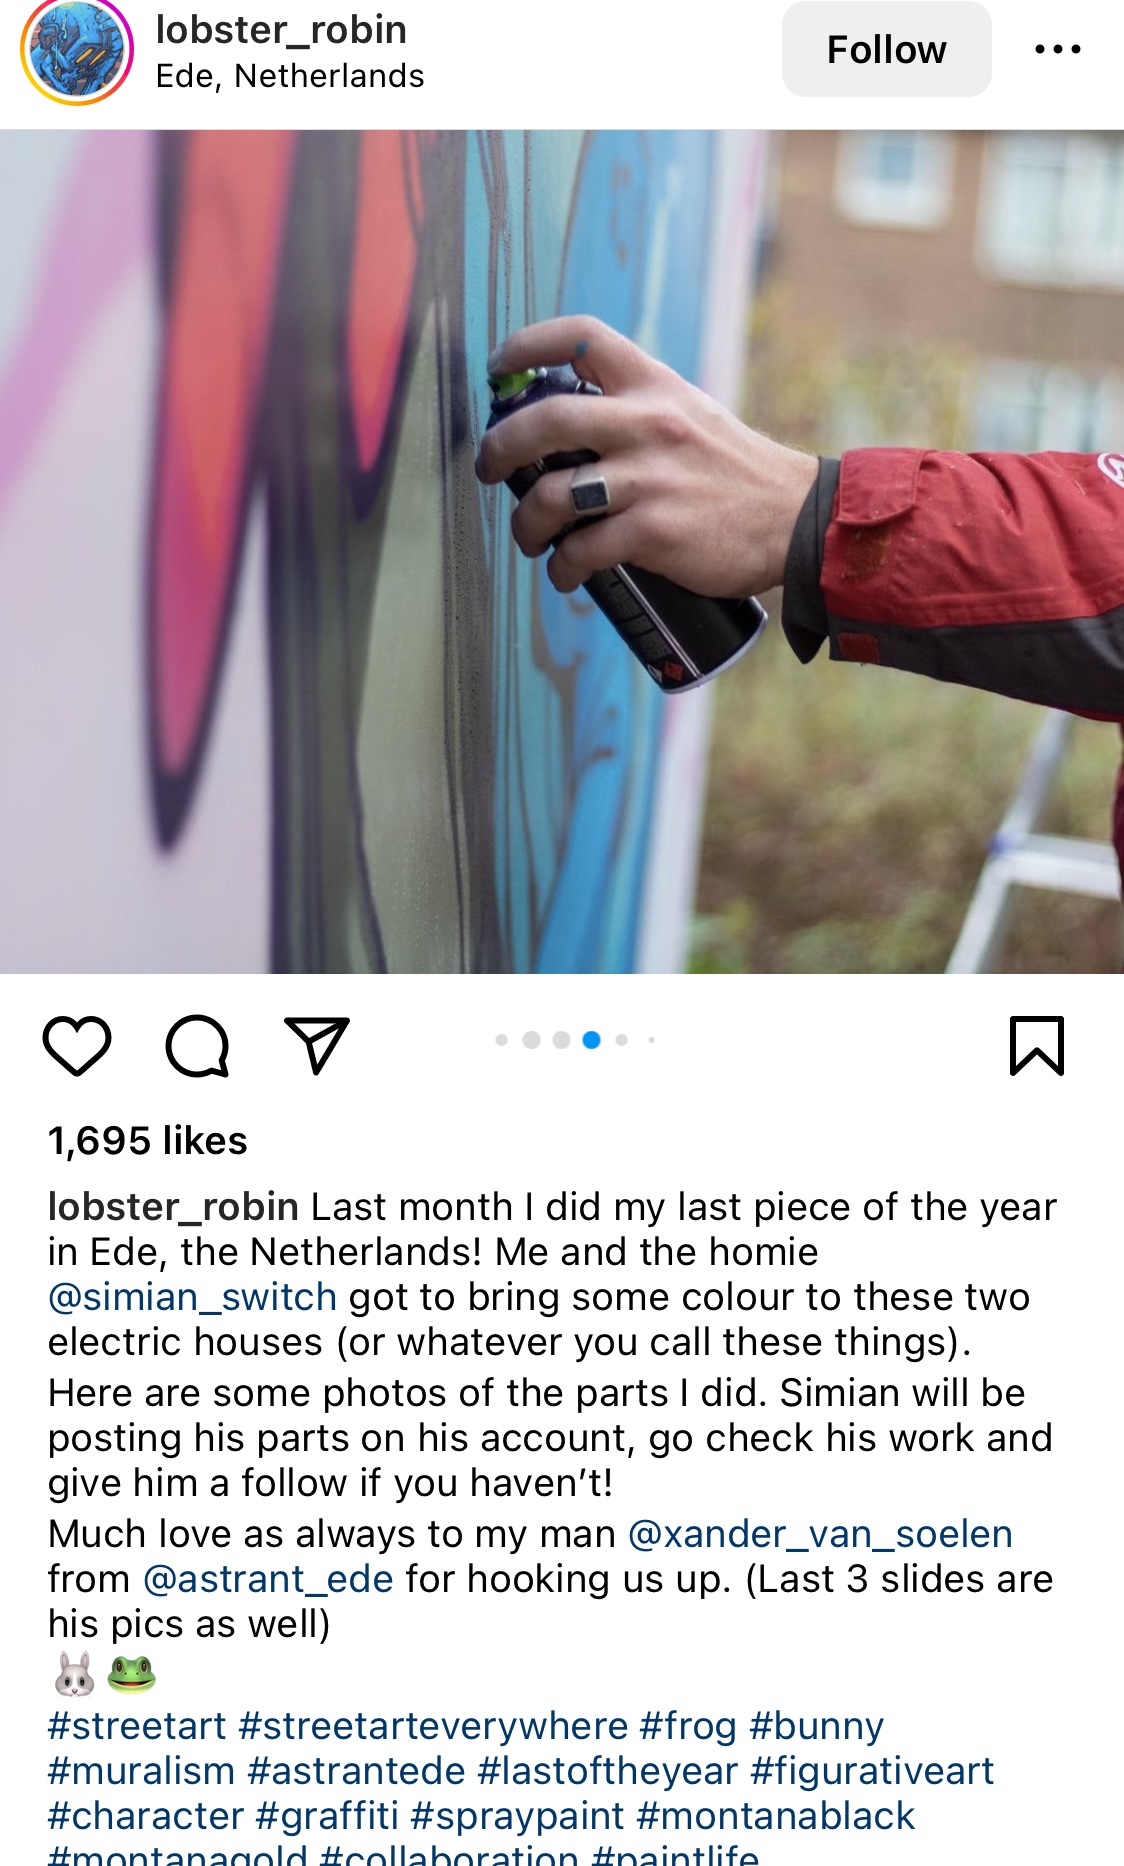 lobster_robin
Ede, Netherlands
Follow
1,695 likes
lobster_robin Last month I did my last piece of the year
in Ede, the Netherlands! Me and the homie
@simian_switch got to bring some colour to these two
electric houses (or whatever you call these things).
Here are some photos of the parts I did. Simian will be
posting his parts on his account, go check his work and
give him a follow if you haven’t!
Much love as always to my man @xander_van_soelen
from @astrant_ede for hooking us up. (Last 3 slides are
his pics as well)
🐰🐸
#streetart #streetarteverywhere #frog #bunny
#muralism #astrantede #lastoftheyear #figurativeart
#character #graffiti #spraypaint #montanablack
#montanagold #collaboration #paintlife